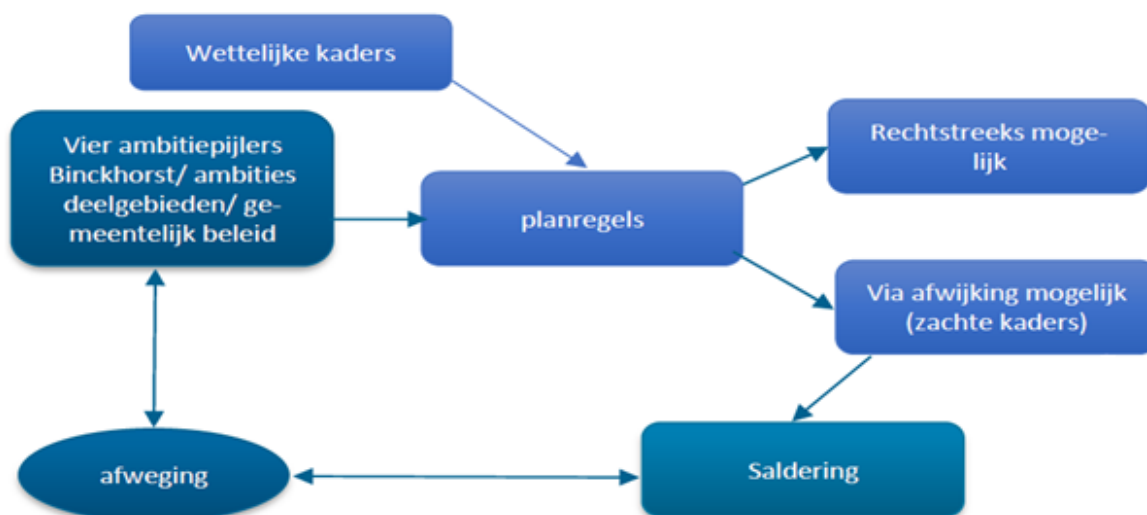 Wettelijke kaders
Vier ambitiepijlers
Binckhorst/ ambities
deelgebieden/ ge-
meentelijk beleid
planregels
Rechtstreeks moge-
lijk
Via afwijking mogelijk
(zachte kaders)
afweging
Saldering